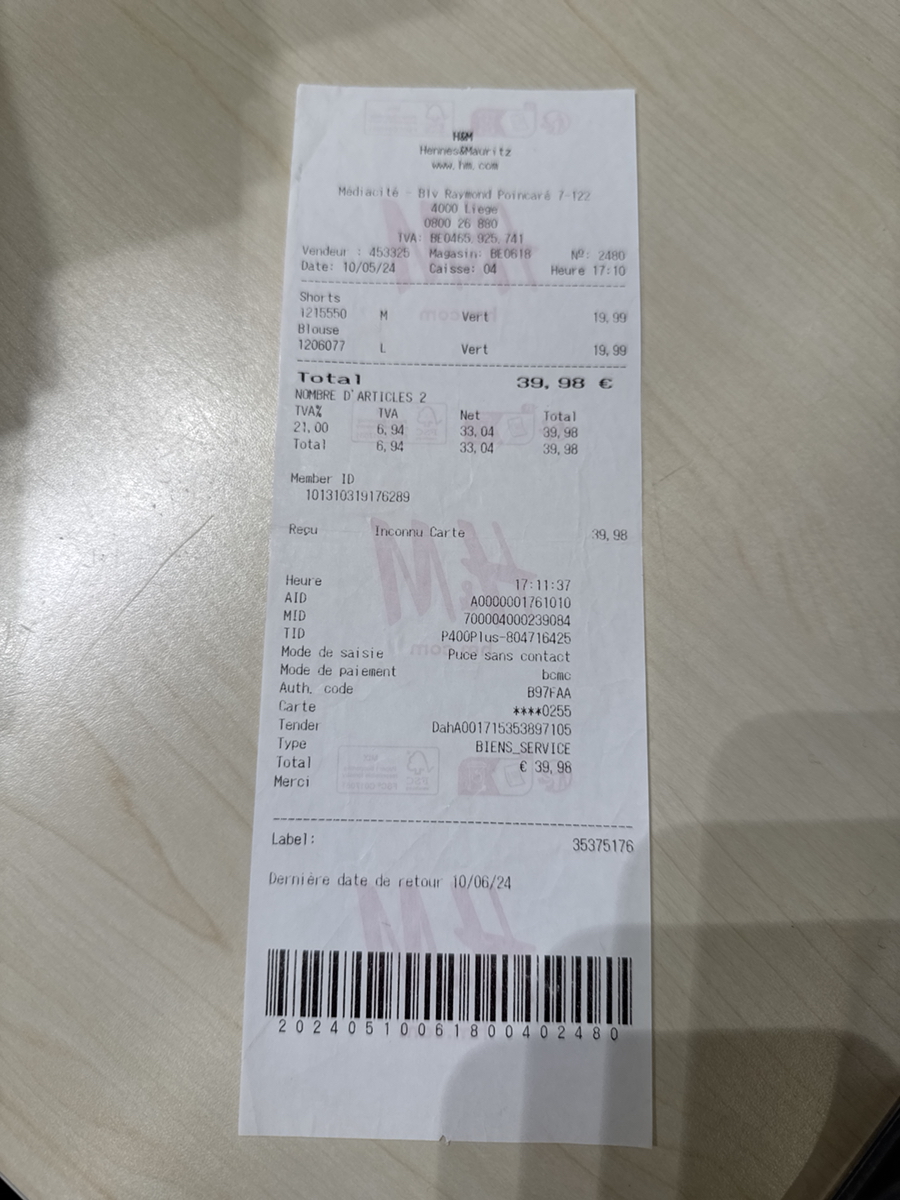 H&M
Hennes&Mauritz
www.hm.com
Médiacité - Blv Raymond Poincaré 7-122
4000 Liege
0800 26 880
TVA: BE0465.925.741
Vendeur : 453325 Magasin: BE0618 Nº: 2480
Date: 10/05/24 Caisse: 04 Heure 17:10
Shorts
1215550 M Vert 19,99
Blouse
1206077 L Vert 19,99
Total 39,98 €
NOMBRE D'ARTICLES 2
TVA% TVA Net Total
21,00 6,94 33,04 39,98
Total 6,94 33,04 39,98
Member ID
101310319176289
Reçu Inconnu Carte 39,98
Heure 17:11:37
AID A0000001761010
MID 700004000239084
TID P400Plus-804716425
Mode de saisie Puce sans contact
Mode de paiement bcmc
Auth. code B97FAA
Carte ****0255
Tender DahA001715353897105
Type BIENS_SERVICE
Total € 39,98
Merci
Label: 35375176
Dernière date de retour 10/06/24
20240510061800402480